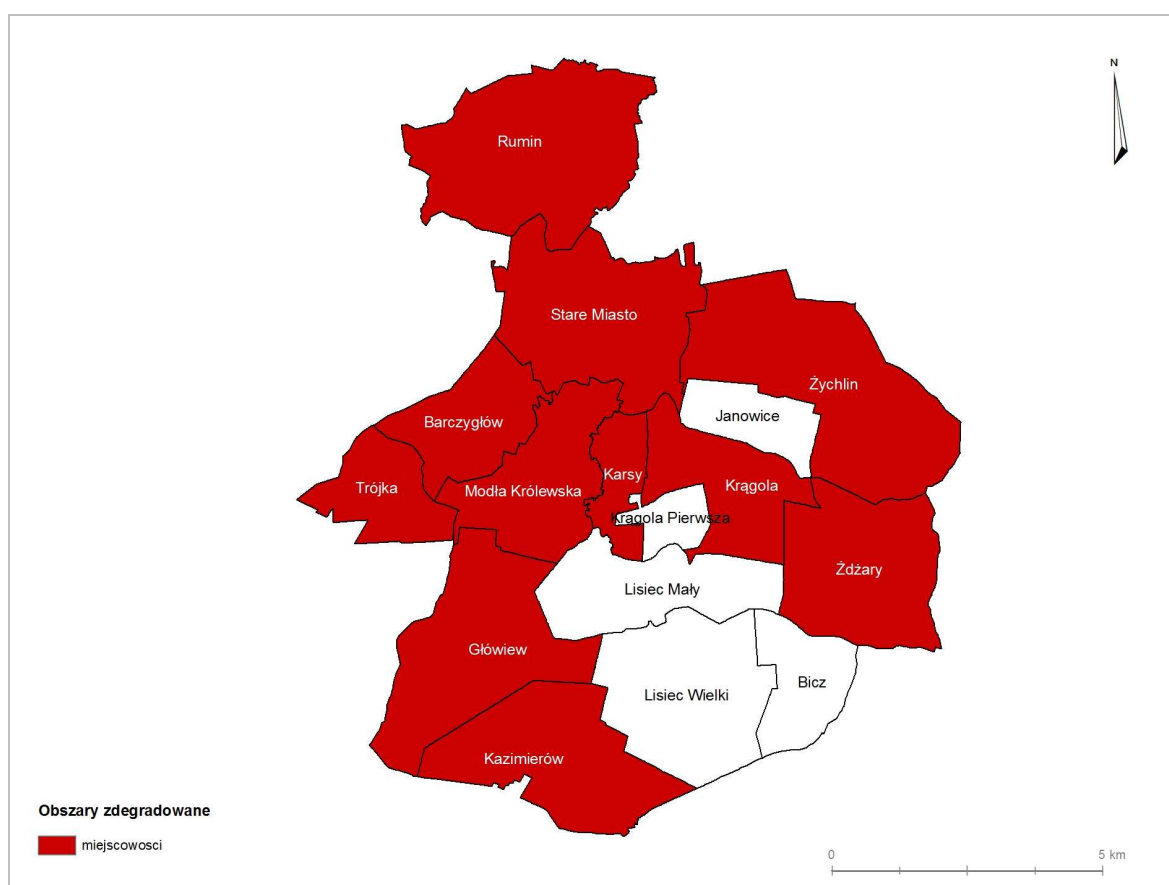 N
Rumin
Stare Miasto
Żychlin
Janowice
Barczygłów
Karsy
Krągola
Trójka
Modła Królewska
Krągola Pierwsza
Żdżary
Lisiec Mały
Główiew
Bicz
Lisiec Wielki
Kazimierów
Obszary zdegradowane
miejscowosci
0
5 km